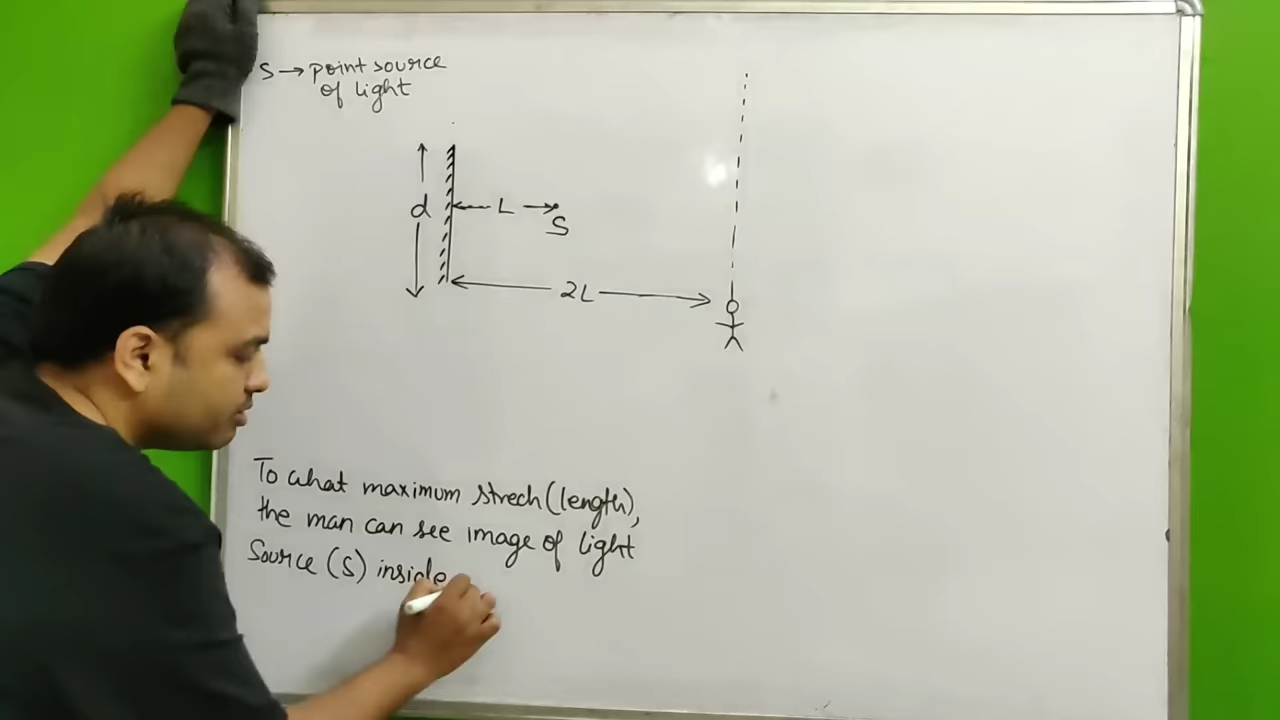 S → point source
of light
d
L
S
2L
To what maximum strech (length),
the man can see image of light
Source (S) inside